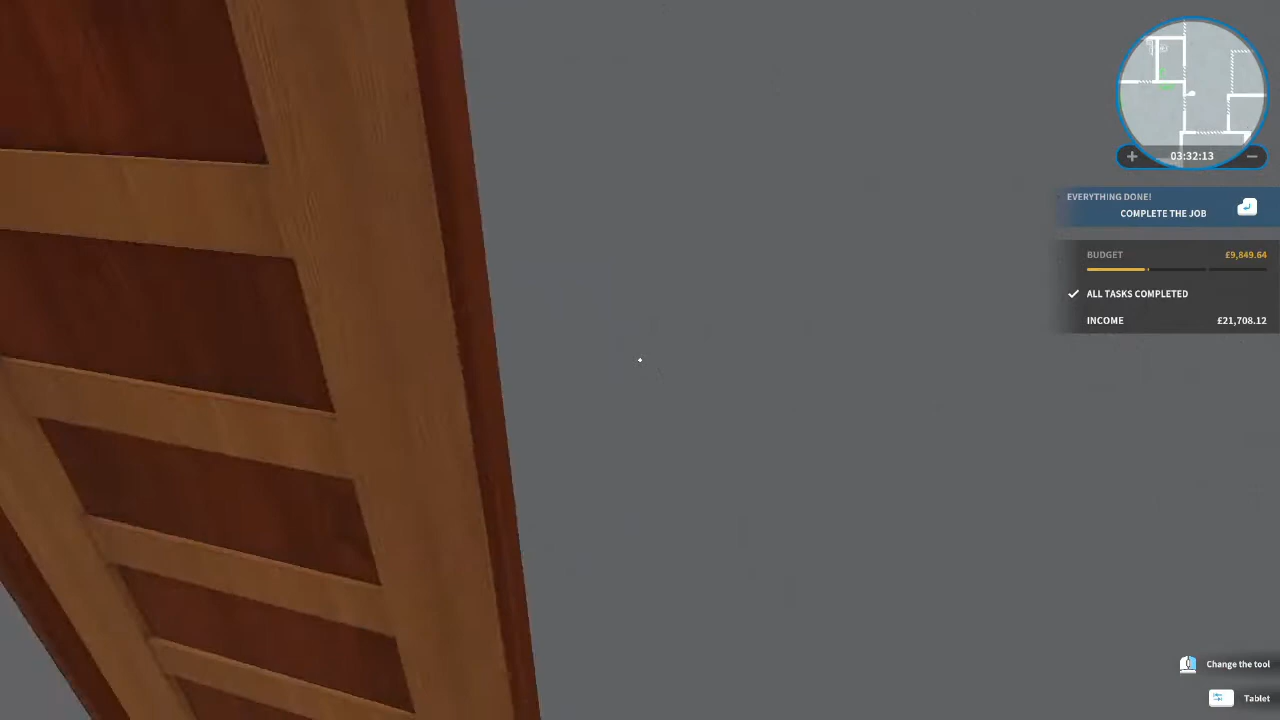 03:32:13
EVERYTHING DONE!
COMPLETE THE JOB
BUDGET £9,849.64
ALL TASKS COMPLETED
INCOME £21,708.12
Change the tool
Tablet